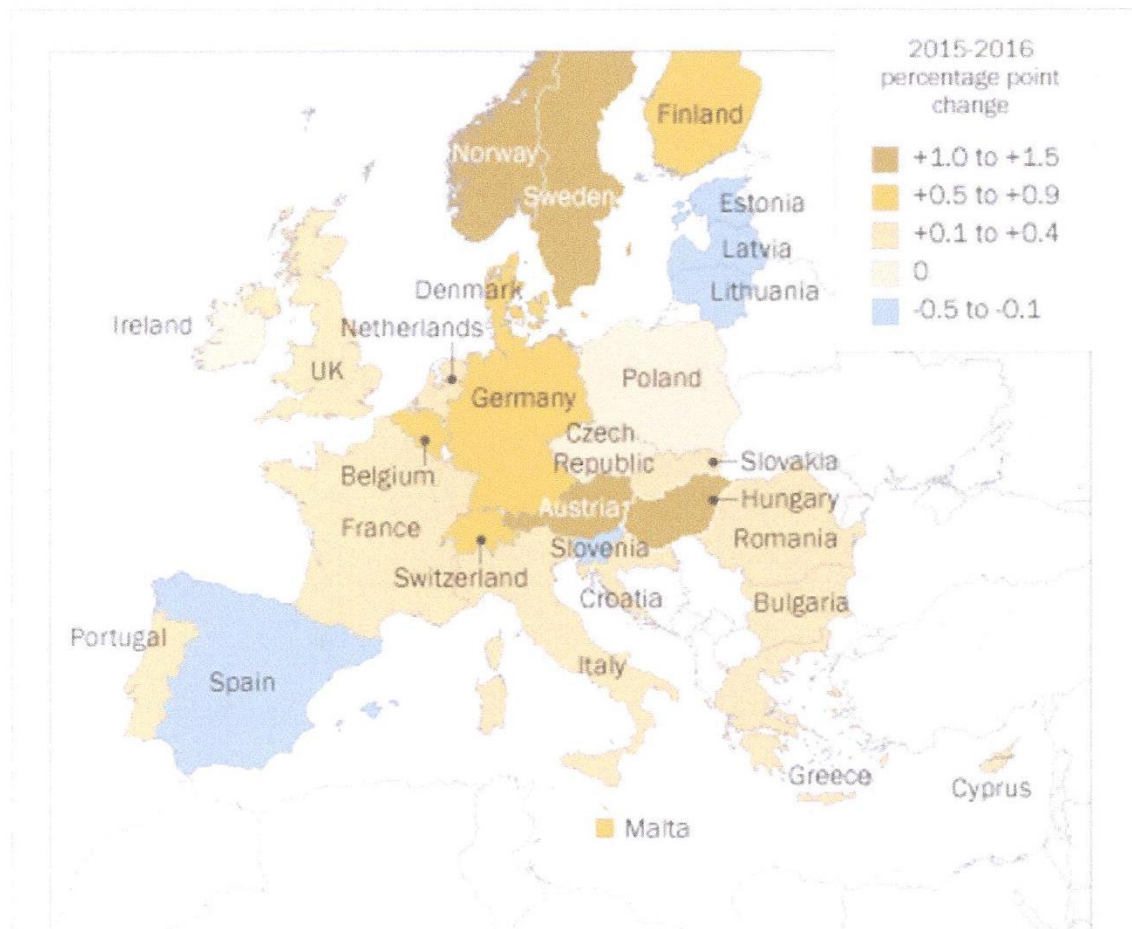 2015-2016
percentage point
change
+1.0 to +1.5
+0.5 to +0.9
+0.1 to +0.4
0
-0.5 to -0.1
Finland
Norway
Sweden
Estonia
Latvia
Lithuania
Denmark
Ireland
Netherlands
UK
Poland
Germany
Czech
Republic
Belgium
Slovakia
Hungary
Austria
France
Romania
Slovenia
Switzerland
Croatia
Bulgaria
Portugal
Italy
Spain
Greece
Cyprus
Malta